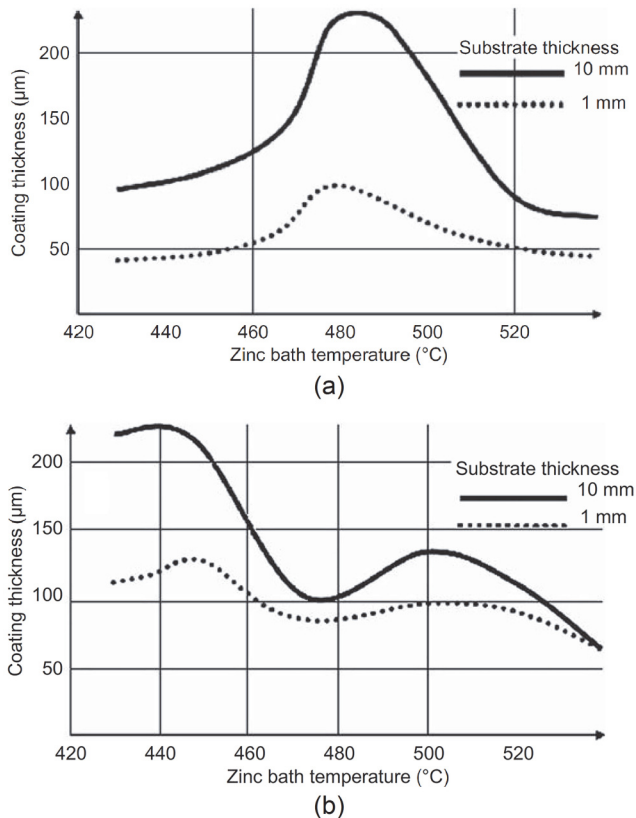 200
150
100
50
Coating thickness (µm)
Substrate thickness
10 mm
1 mm
420 440 460 480 500 520
Zinc bath temperature (°C)
(a)
200
150
100
50
Coating thickness (µm)
Substrate thickness
10 mm
1 mm
420 440 460 480 500 520
Zinc bath temperature (°C)
(b)